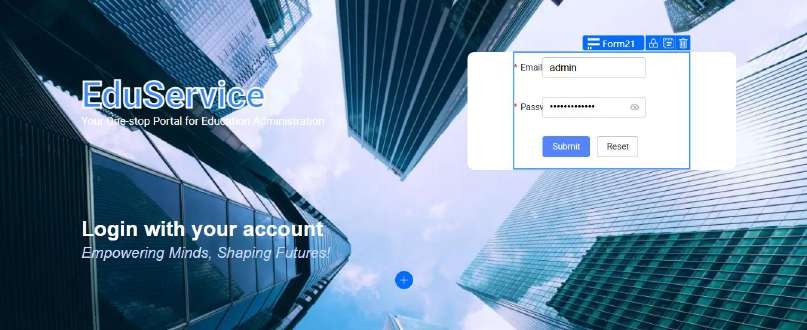 Form21
* Email
admin
EduService
Your One-stop Portal for Education Administration
* Passw
•••••••••••••
Submit
Reset
Login with your account
Empowering Minds, Shaping Futures!